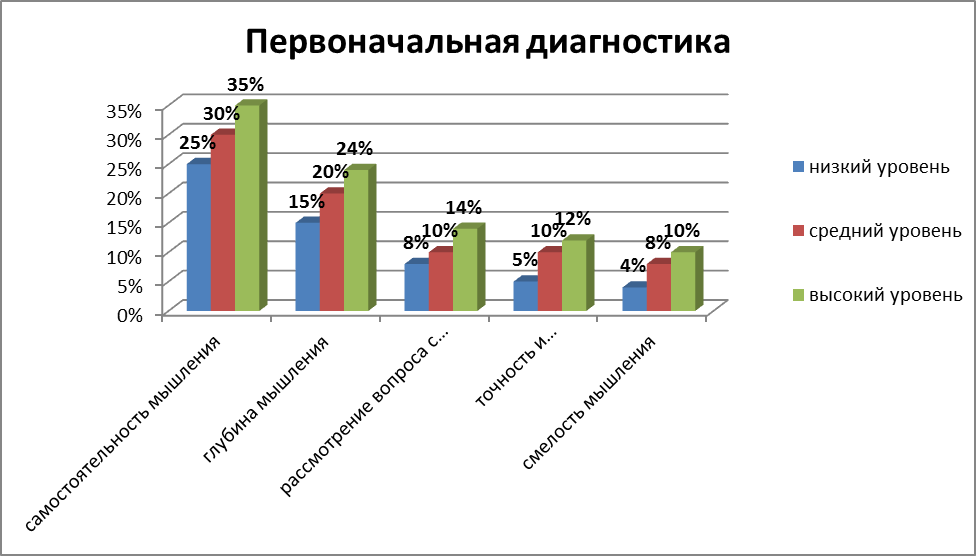 Первоначальная диагностика
35%
30%
25%
20%
15%
10%
5%
0%
25%
30%
35%
15%
20%
24%
8%
10%
14%
5%
10%
12%
4%
8%
10%
самостоятельность мышления
глубина мышления
рассмотрение вопроса с...
точность и...
смелость мышления
низкий уровень
средний уровень
высокий уровень